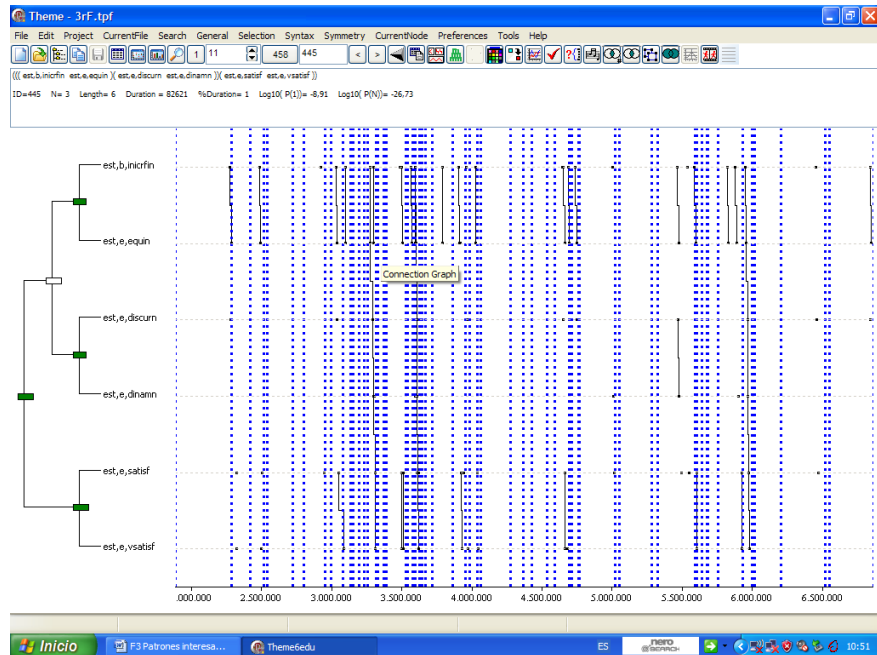 Theme - 3rF.tpf
File Edit Project CurrentFile Search General Selection Syntax Symmetry CurrentNode Preferences Tools Help
1 11 458 445 < >
((( est,b,inicrfin est,e,equin )( est,e,discurn est,e,dinamn ))( est,e,satisf est,e,vsatisf ))
ID=445 N= 3 Length= 6 Duration = 82621 %Duration= 1 Log10( P(1))= -8,91 Log10( P(N))= -26,73
est,b,inicrfin
est,e,equin
Connection Graph
est,e,discurn
est,e,dinamn
est,e,satisf
est,e,vsatisf
.000.000 2.500.000 3.000.000 3.500.000 4.000.000 4.500.000 5.000.000 5.500.000 6.000.000 6.500.000
Inicio F3 Patrones interesa... Theme6edu ES nero SEARCH 10:51